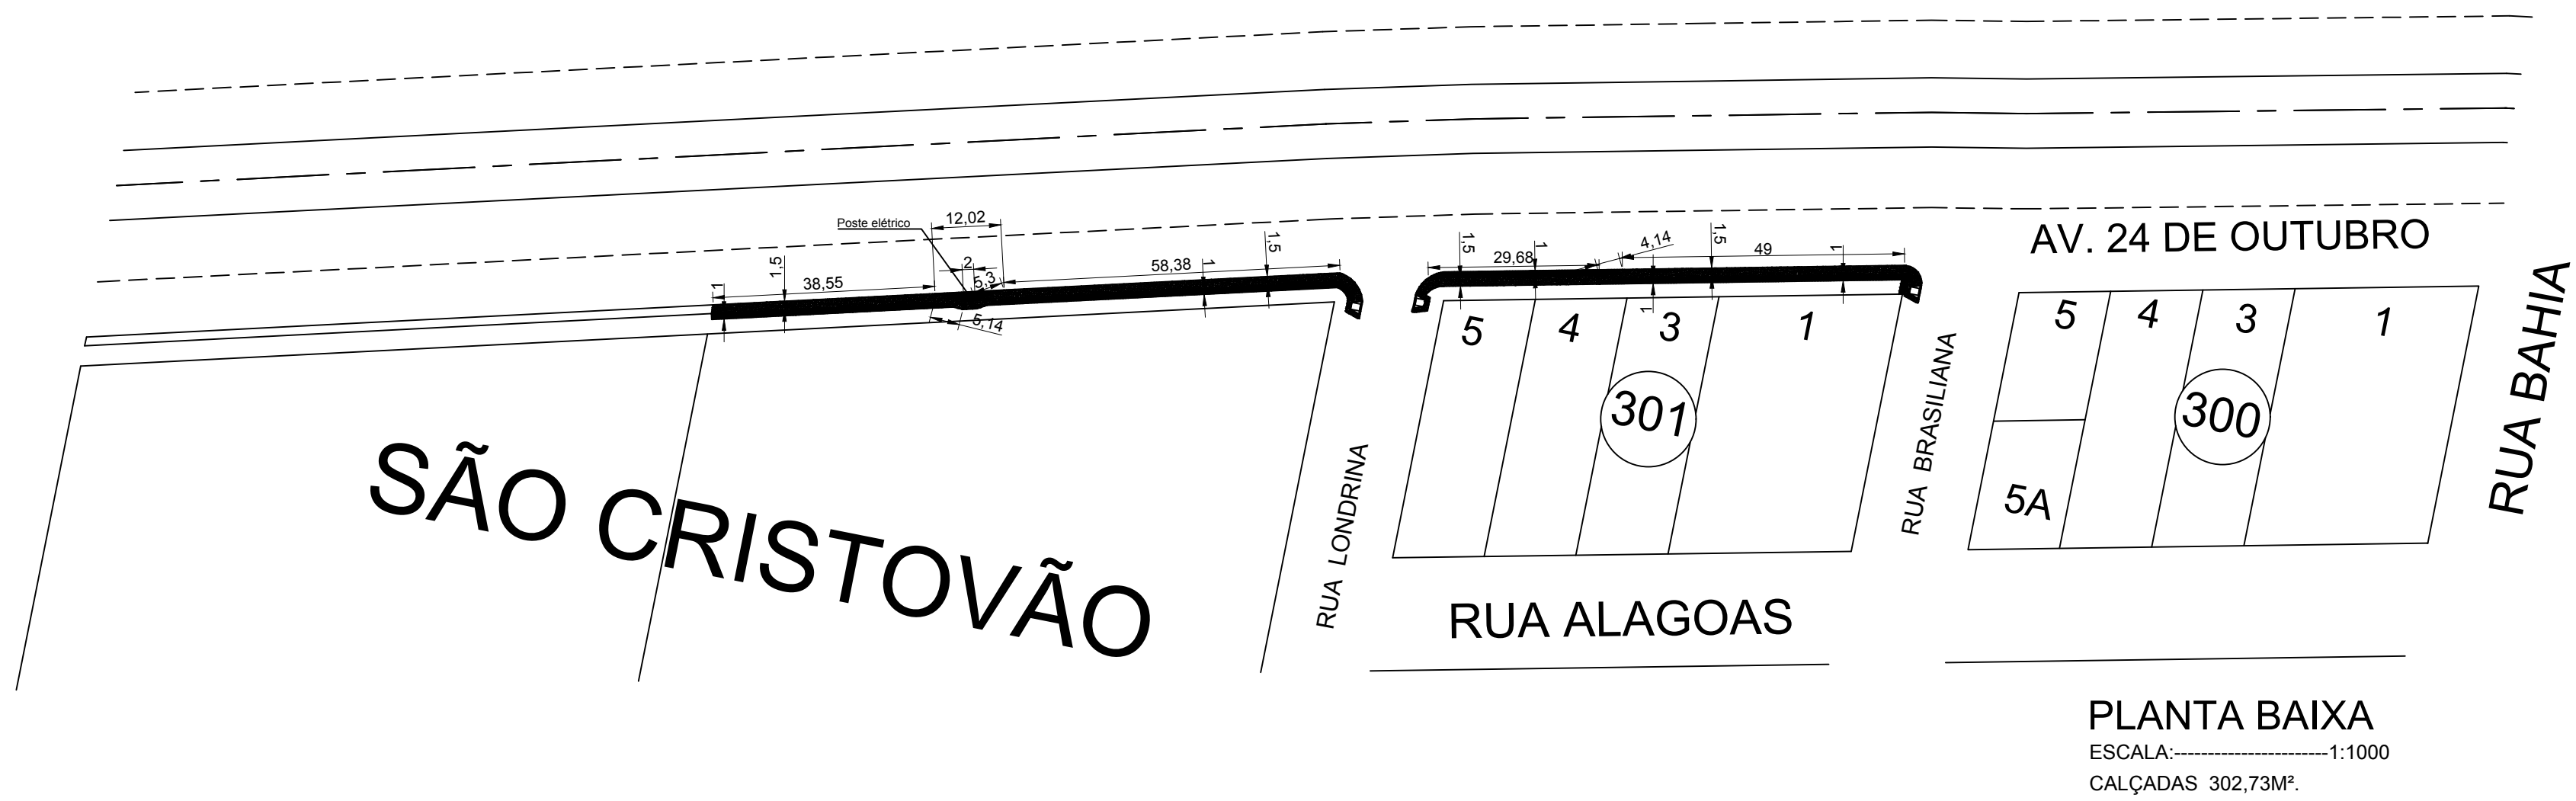 Poste elétrico
12,02
1
1,5
38,55
2
5,3
5,14
58,38
1
1,5
1,5
29,68
1
4,14
1
1,5
49
1
AV. 24 DE OUTUBRO
5
4
3
1
301
5
4
3
1
300
5A
SÃO CRISTOVÃO
RUA LONDRINA
RUA BRASILIANA
RUA BAHIA
RUA ALAGOAS
PLANTA BAIXA
ESCALA:-----------------------1:1000
CALÇADAS 302,73M².